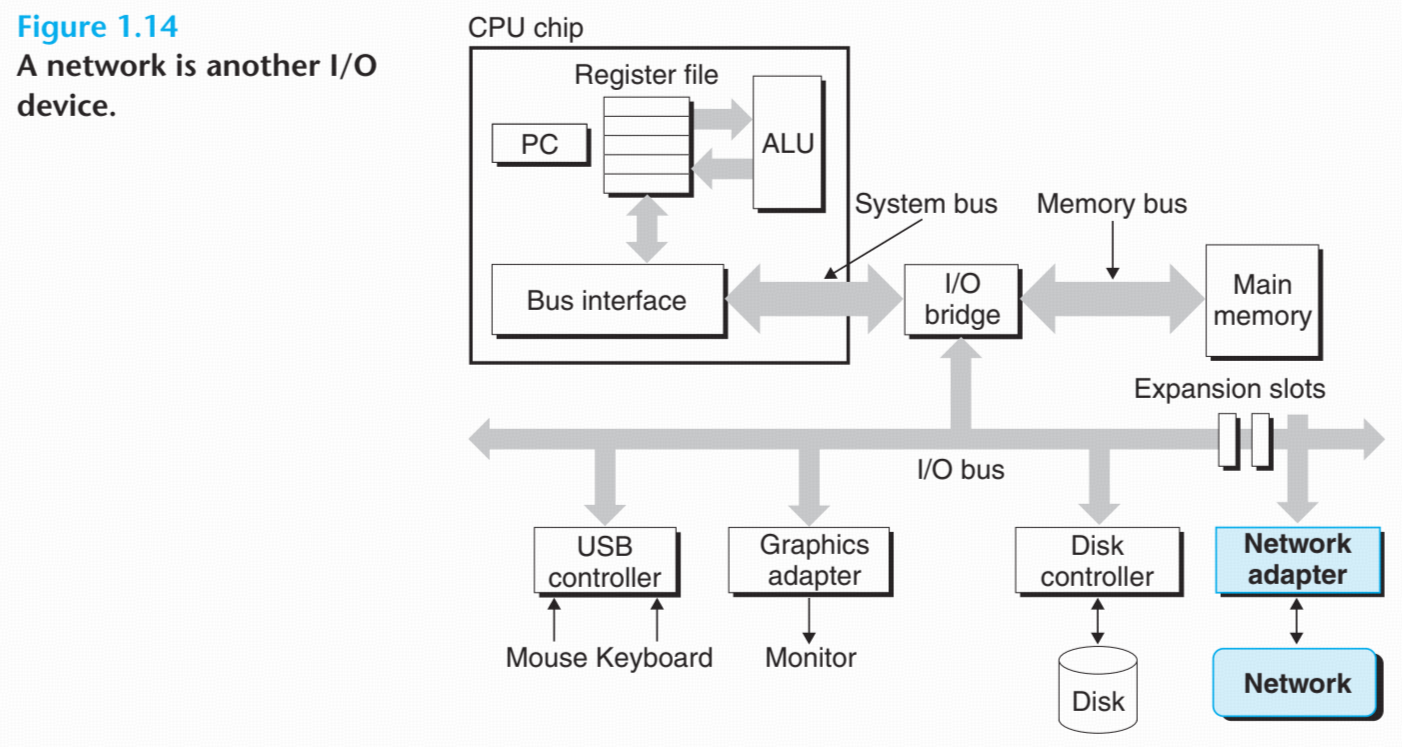 Figure 1.14
A network is another I/O
device.
CPU chip
Register file
PC
ALU
System bus
Memory bus
Bus interface
I/O
bridge
Main
memory
Expansion slots
I/O bus
USB
controller
Graphics
adapter
Disk
controller
Network
adapter
Mouse Keyboard
Monitor
Disk
Network